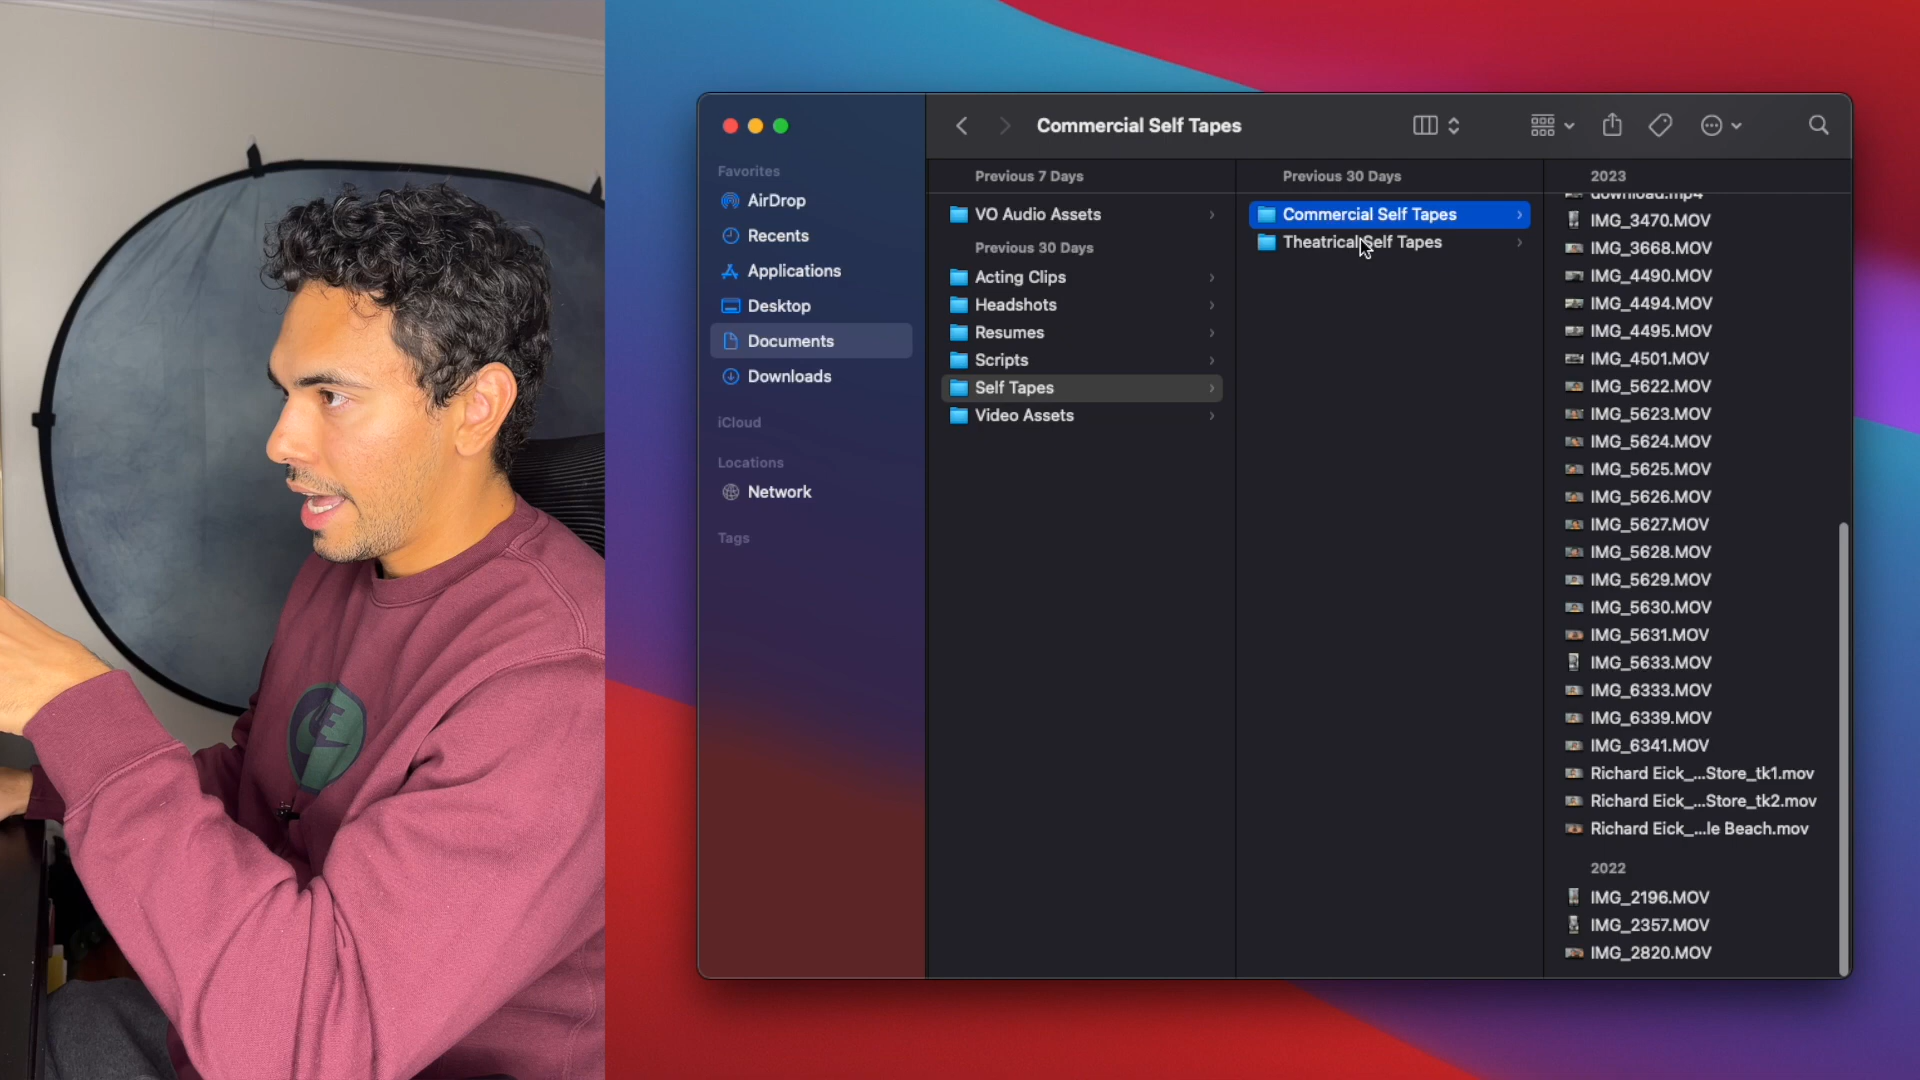 Commercial Self Tapes
Favorites
AirDrop
Recents
Applications
Desktop
Documents
Downloads
iCloud
Locations
Network
Tags
Previous 7 Days
VO Audio Assets
Previous 30 Days
Acting Clips
Headshots
Resumes
Scripts
Self Tapes
Video Assets
Previous 30 Days
Commercial Self Tapes
Theatrical Self Tapes
2023
download.mp4
IMG_3470.MOV
IMG_3668.MOV
IMG_4490.MOV
IMG_4494.MOV
IMG_4495.MOV
IMG_4501.MOV
IMG_5622.MOV
IMG_5623.MOV
IMG_5624.MOV
IMG_5625.MOV
IMG_5626.MOV
IMG_5627.MOV
IMG_5628.MOV
IMG_5629.MOV
IMG_5630.MOV
IMG_5631.MOV
IMG_5633.MOV
IMG_6333.MOV
IMG_6339.MOV
IMG_6341.MOV
Richard Eick_...Store_tk1.mov
Richard Eick_...Store_tk2.mov
Richard Eick_...le Beach.mov
2022
IMG_2196.MOV
IMG_2357.MOV
IMG_2820.MOV